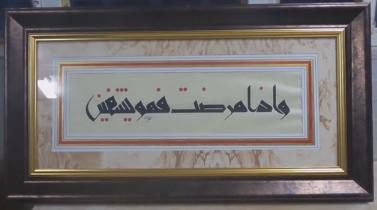 واذا مرضت فهو يشفين